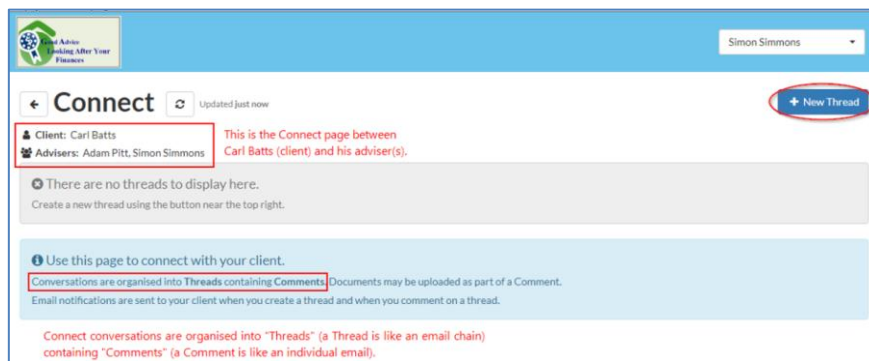 Good Advice
Looking After Your
Finances
Simon Simmons
Connect
Updated just now
+ New Thread
Client: Carl Batts
Advisers: Adam Pitt, Simon Simmons
This is the Connect page between
Carl Batts (client) and his adviser(s).
There are no threads to display here.
Create a new thread using the button near the top right.
Use this page to connect with your client.
Conversations are organised into Threads containing Comments. Documents may be uploaded as part of a Comment.
Email notifications are sent to your client when you create a thread and when you comment on a thread.
Connect conversations are organised into "Threads" (a Thread is like an email chain)
containing "Comments" (a Comment is like an individual email).